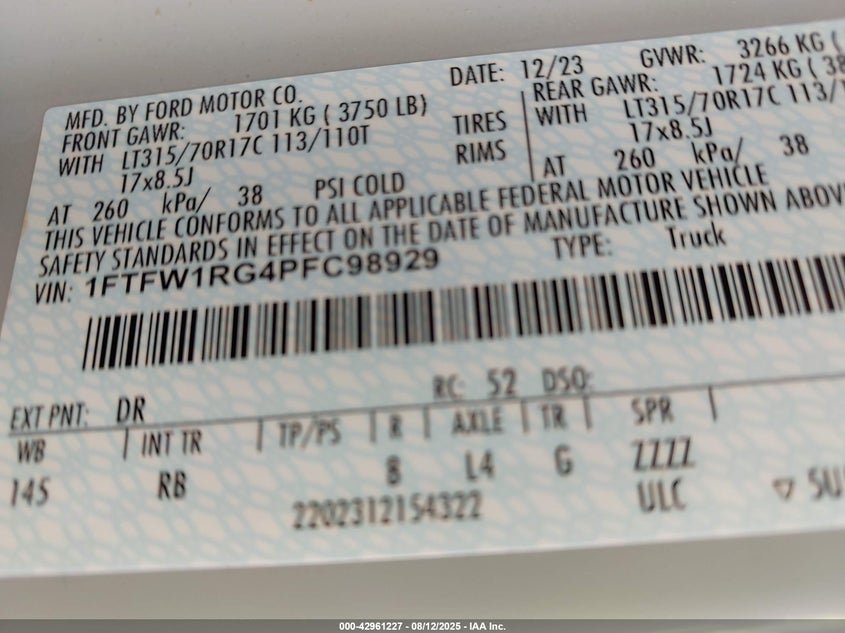 MFD. BY FORD MOTOR CO.
DATE: 12/23
GVWR: 3266 KG (
FRONT GAWR: 1701 KG ( 3750 LB)
REAR GAWR: 1724 KG ( 38
WITH LT315/70R17C 113/110T
TIRES
WITH LT315/70R17C 113/
17x8.5J
RIMS
17x8.5J
AT 260 kPa/ 38 PSI COLD
AT 260 kPa/ 38
THIS VEHICLE CONFORMS TO ALL APPLICABLE FEDERAL MOTOR VEHICLE
SAFETY STANDARDS IN EFFECT ON THE DATE OF MANUFACTURE SHOWN ABOV
VIN: 1FTFW1RG4PFC98929
TYPE: Truck
EXT PNT: DR
RC: 52 DSO:
WB | INT TR | TP/PS | R | AXLE | TR | SPR |
145 RB B L4 G ZZZZ
2202312154322 ULC ▽ SU
000-42961227 - 08/12/2025 - IAA Inc.